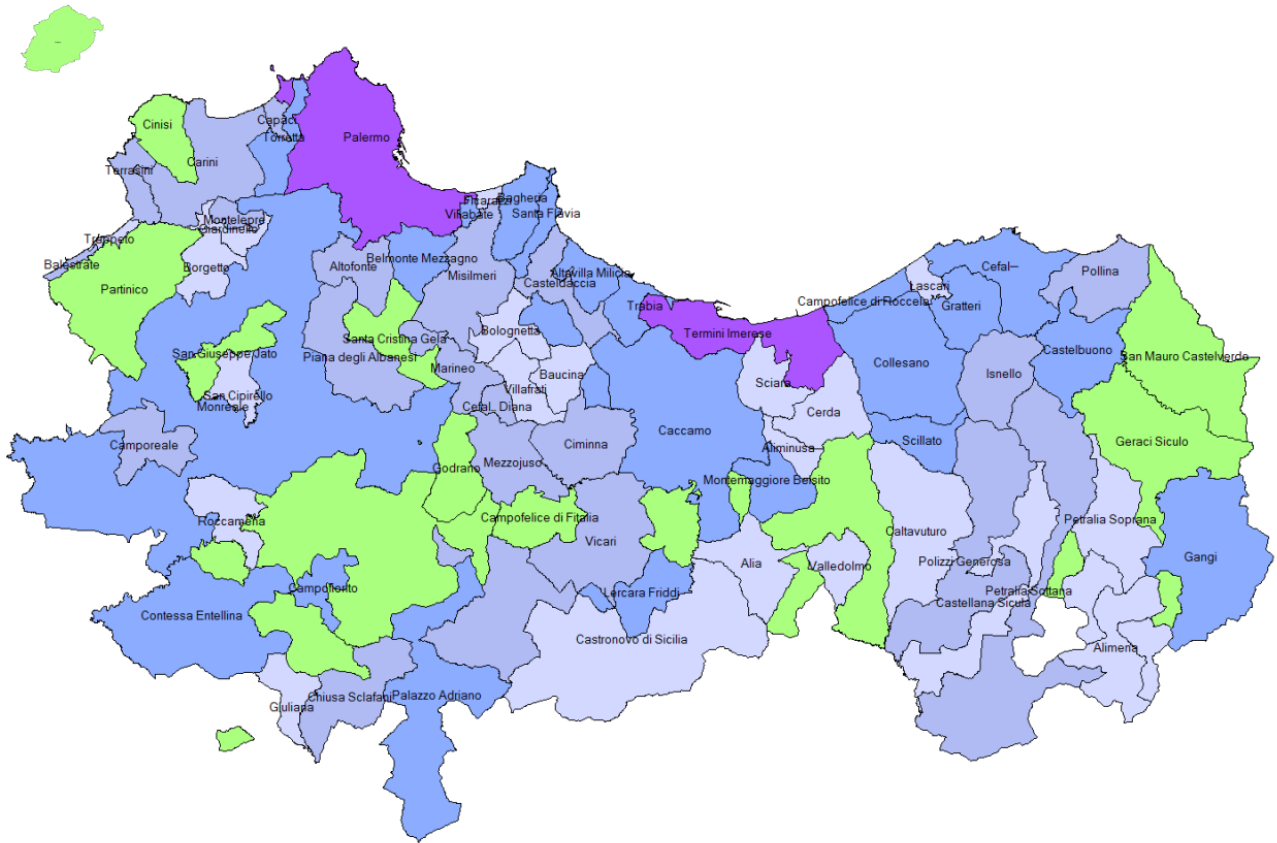 Cinisi
Capaci
Palermo
Torretta
Carini
Terrasini
Ficarazzi
Bagheria
Villabate
Santa Flavia
Montelepre
Giardinello
Trappeto
Balestrate
Borgetto
Altofonte
Belmonte Mezzagno
Misilmeri
Altavilla Milicia
Casteldaccia
Cefal—
Pollina
Lascari
Partinico
Trabia
Campofelice di Roccella
Gratteri
Santa Cristina Gela
Bolognetta
Termini Imerese
San Giuseppe Jato
Piana degli Albanesi
Marineo
Baucina
Villafrati
Collesano
Castelbuono
San Mauro Castelverde
Isnello
Sciara
San Cipirello
Monreale
Cefal_ Diana
Cerda
Camporeale
Ciminna
Caccamo
Aliminusa
Scillato
Geraci Siculo
Godrano
Mezzojuso
Montemaggiore Belsito
Roccamena
Campofelice di Fitalia
Vicari
Caltavuturo
Petralia Soprana
Alia
Valledolmo
Polizzi Generosa
Gangi
Campofiorito
Lercara Friddi
Petralia Sottana
Castellana Sicula
Contessa Entellina
Castronovo di Sicilia
Alimena
Giuliana
Chiusa Sclafani
Palazzo Adriano